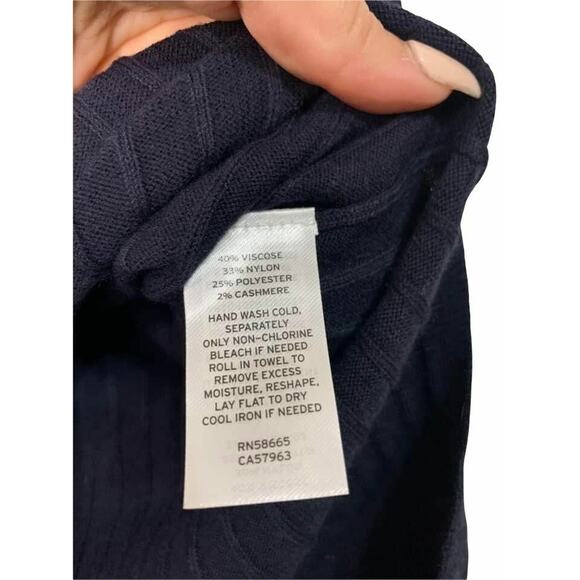 40% VISCOSE
33% NYLON
25% POLYESTER
2% CASHMERE
HAND WASH COLD,
SEPARATELY
ONLY NON-CHLORINE
BLEACH IF NEEDED
ROLL IN TOWEL TO
REMOVE EXCESS
MOISTURE, RESHAPE,
LAY FLAT TO DRY
COOL IRON IF NEEDED
RN58665
CA57963